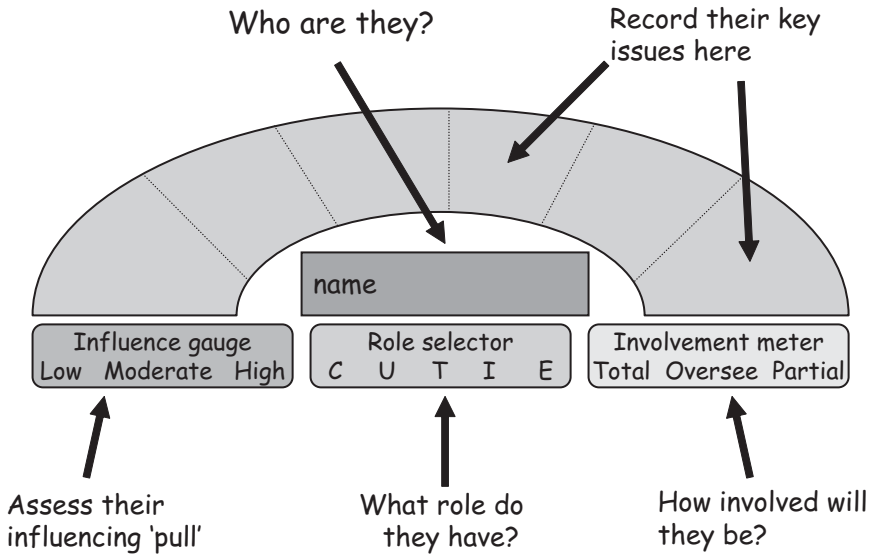 Who are they?
Record their key
issues here
name
Influence gauge
Low Moderate High
Role selector
C U T I E
Involvement meter
Total Oversee Partial
Assess their
influencing ‘pull’
What role do
they have?
How involved will
they be?